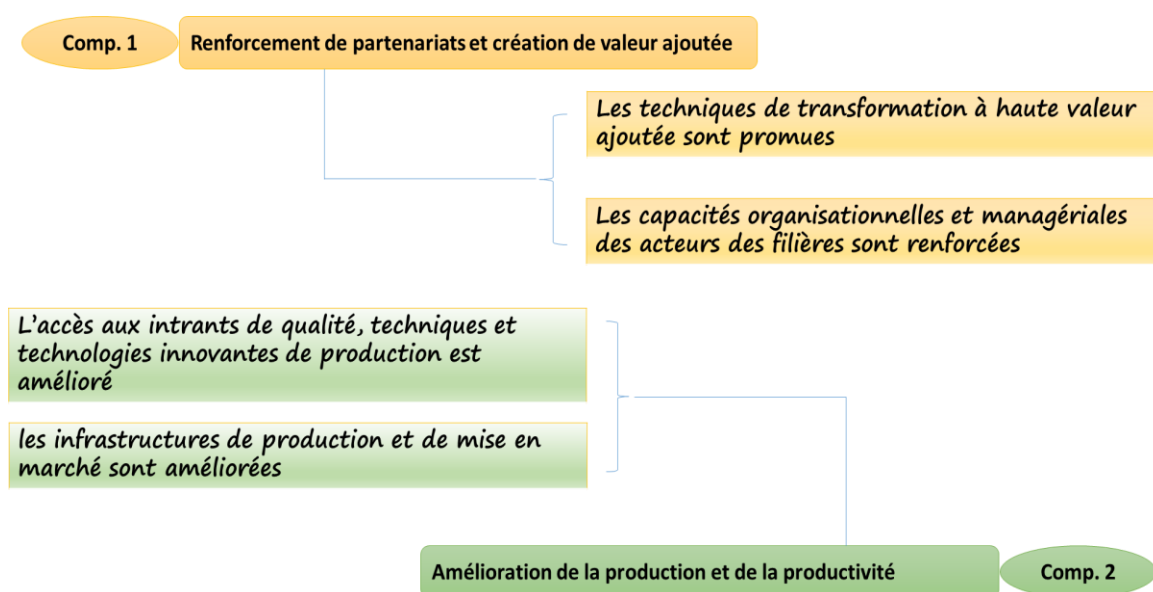 Comp. 1
Renforcement de partenariats et création de valeur ajoutée
Les techniques de transformation à haute valeur
ajoutée sont promues
Les capacités organisationnelles et managériales
des acteurs des filières sont renforcées
L'accès aux intrants de qualité, techniques et
technologies innovantes de production est
amélioré
les infrastructures de production et de mise en
marché sont améliorées
Amélioration de la production et de la productivité
Comp. 2